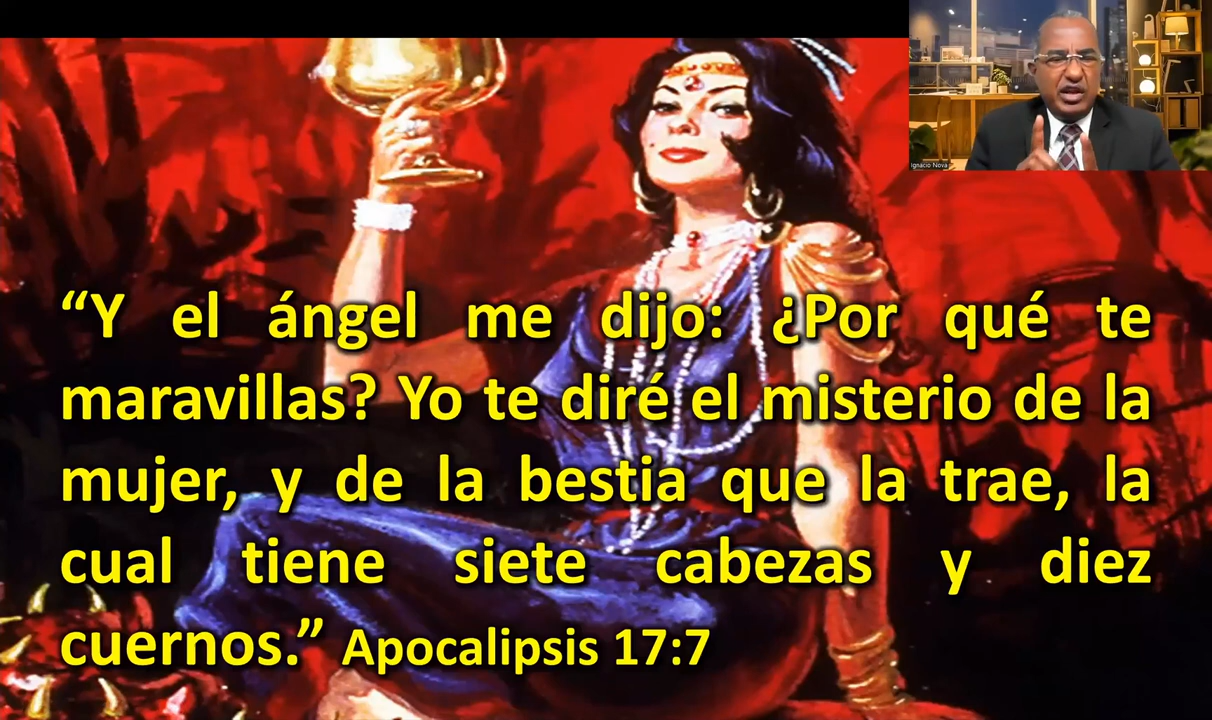 Ignacio Nova
“Y el ángel me dijo: ¿Por qué te
maravillas? Yo te diré el misterio de la
mujer, y de la bestia que la trae, la
cual tiene siete cabezas y diez
cuernos.” Apocalipsis 17:7